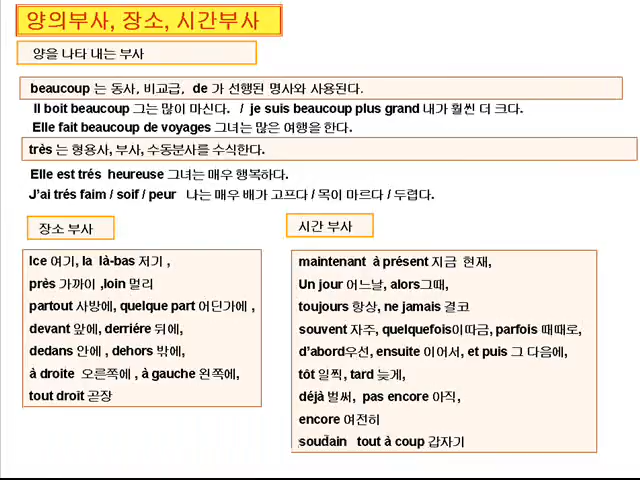 양의부사, 장소, 시간부사
양을 나타 내는 부사
beaucoup 는 동사, 비교급, de 가 선행된 명사와 사용된다.
Il boit beaucoup 그는 많이 마신다. / je suis beaucoup plus grand 내가 훨씬 더 크다.
Elle fait beaucoup de voyages 그녀는 많은 여행을 한다.
très 는 형용사, 부사, 수동분사를 수식한다.
Elle est trés heureuse 그녀는 매우 행복하다.
J'ai trés faim / soif / peur 나는 매우 배가 고프다 / 목이 마르다 / 두렵다.
장소 부사
Ice 여기, la là-bas 저기 ,
près 가까이 ,loin 멀리
partout 사방에, quelque part 어딘가에 ,
devant 앞에, derriére 뒤에,
dedans 안에 , dehors 밖에,
à droite 오른쪽에 , à gauche 왼쪽에,
tout droit 곧장
시간 부사
maintenant à présent 지금 현재,
Un jour 어느날, alors그때,
toujours 항상, ne jamais 결코
souvent 자주, quelquefois이따금, parfois 때때로,
d'abord우선, ensuite 이어서, et puis 그 다음에,
tôt 일찍, tard 늦게,
déjà 벌써, pas encore 아직,
encore 여전히
soudain tout à coup 갑자기